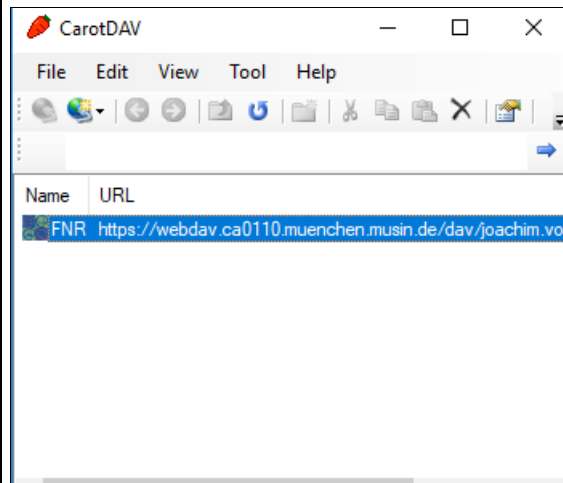 CarotDAV
File Edit View Tool Help
Name URL
FNR https://webdav.ca0110.muenchen.musin.de/dav/joachim.vo